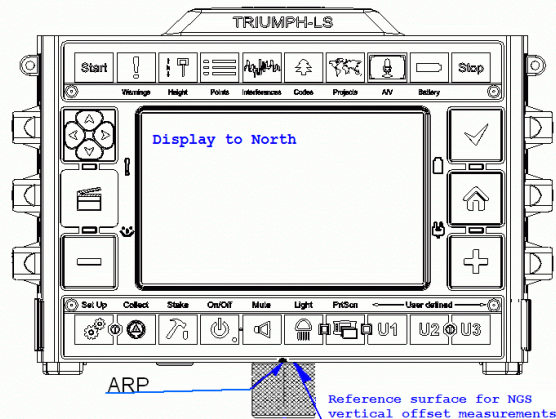 TRIUMPH-LS
Start Stop
Warnings Height Points Interferences Codes Projects A/V Battery
Display to North
Set Up Collect Stake On/Off Mute Light PrtScn User defined
U1 U2 U3
ARP
Reference surface for NGS
vertical offset measurements